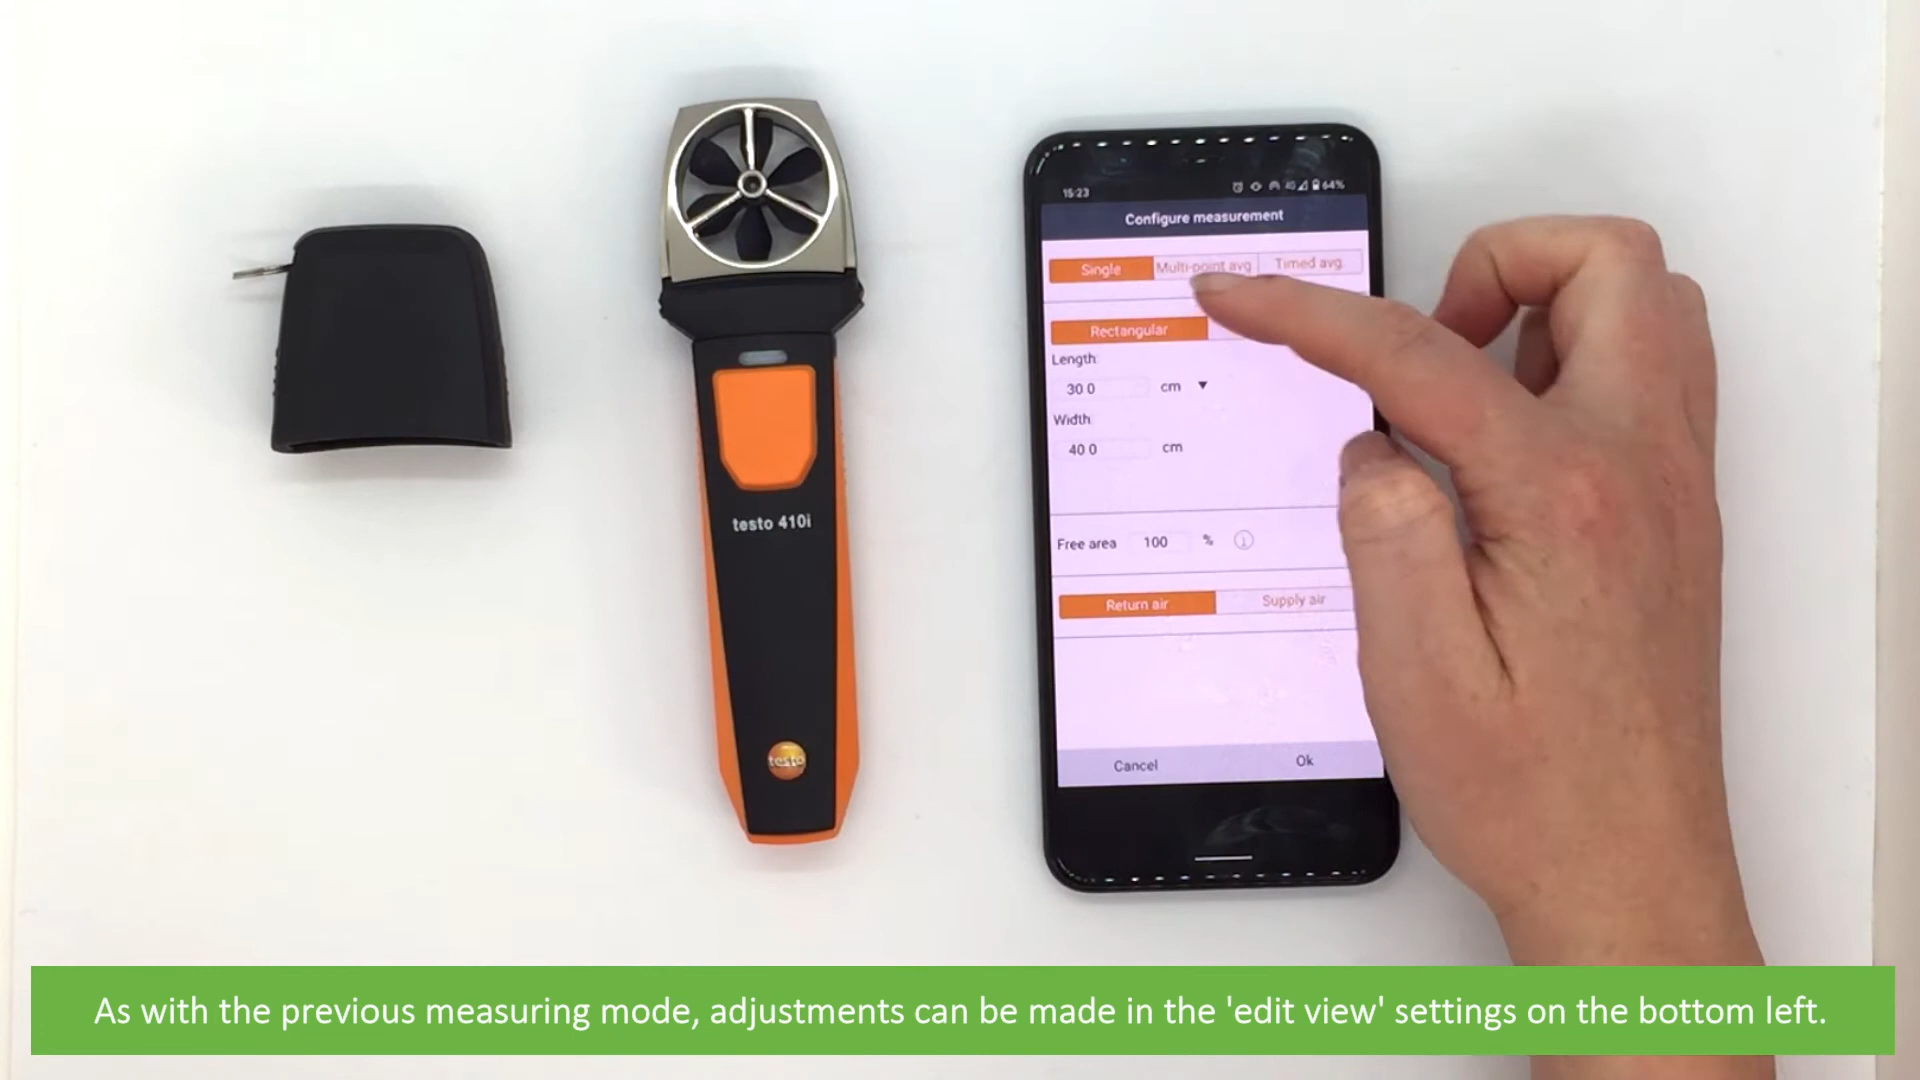 15:23
4G 64%
Configure measurement
Single Multi-point avg Timed avg.
Rectangular
Length:
30 0 cm
Width:
40 0 cm
Free area 100 %
Return air Supply air
Cancel Ok
testo 410i
testo
As with the previous measuring mode, adjustments can be made in the 'edit view' settings on the bottom left.